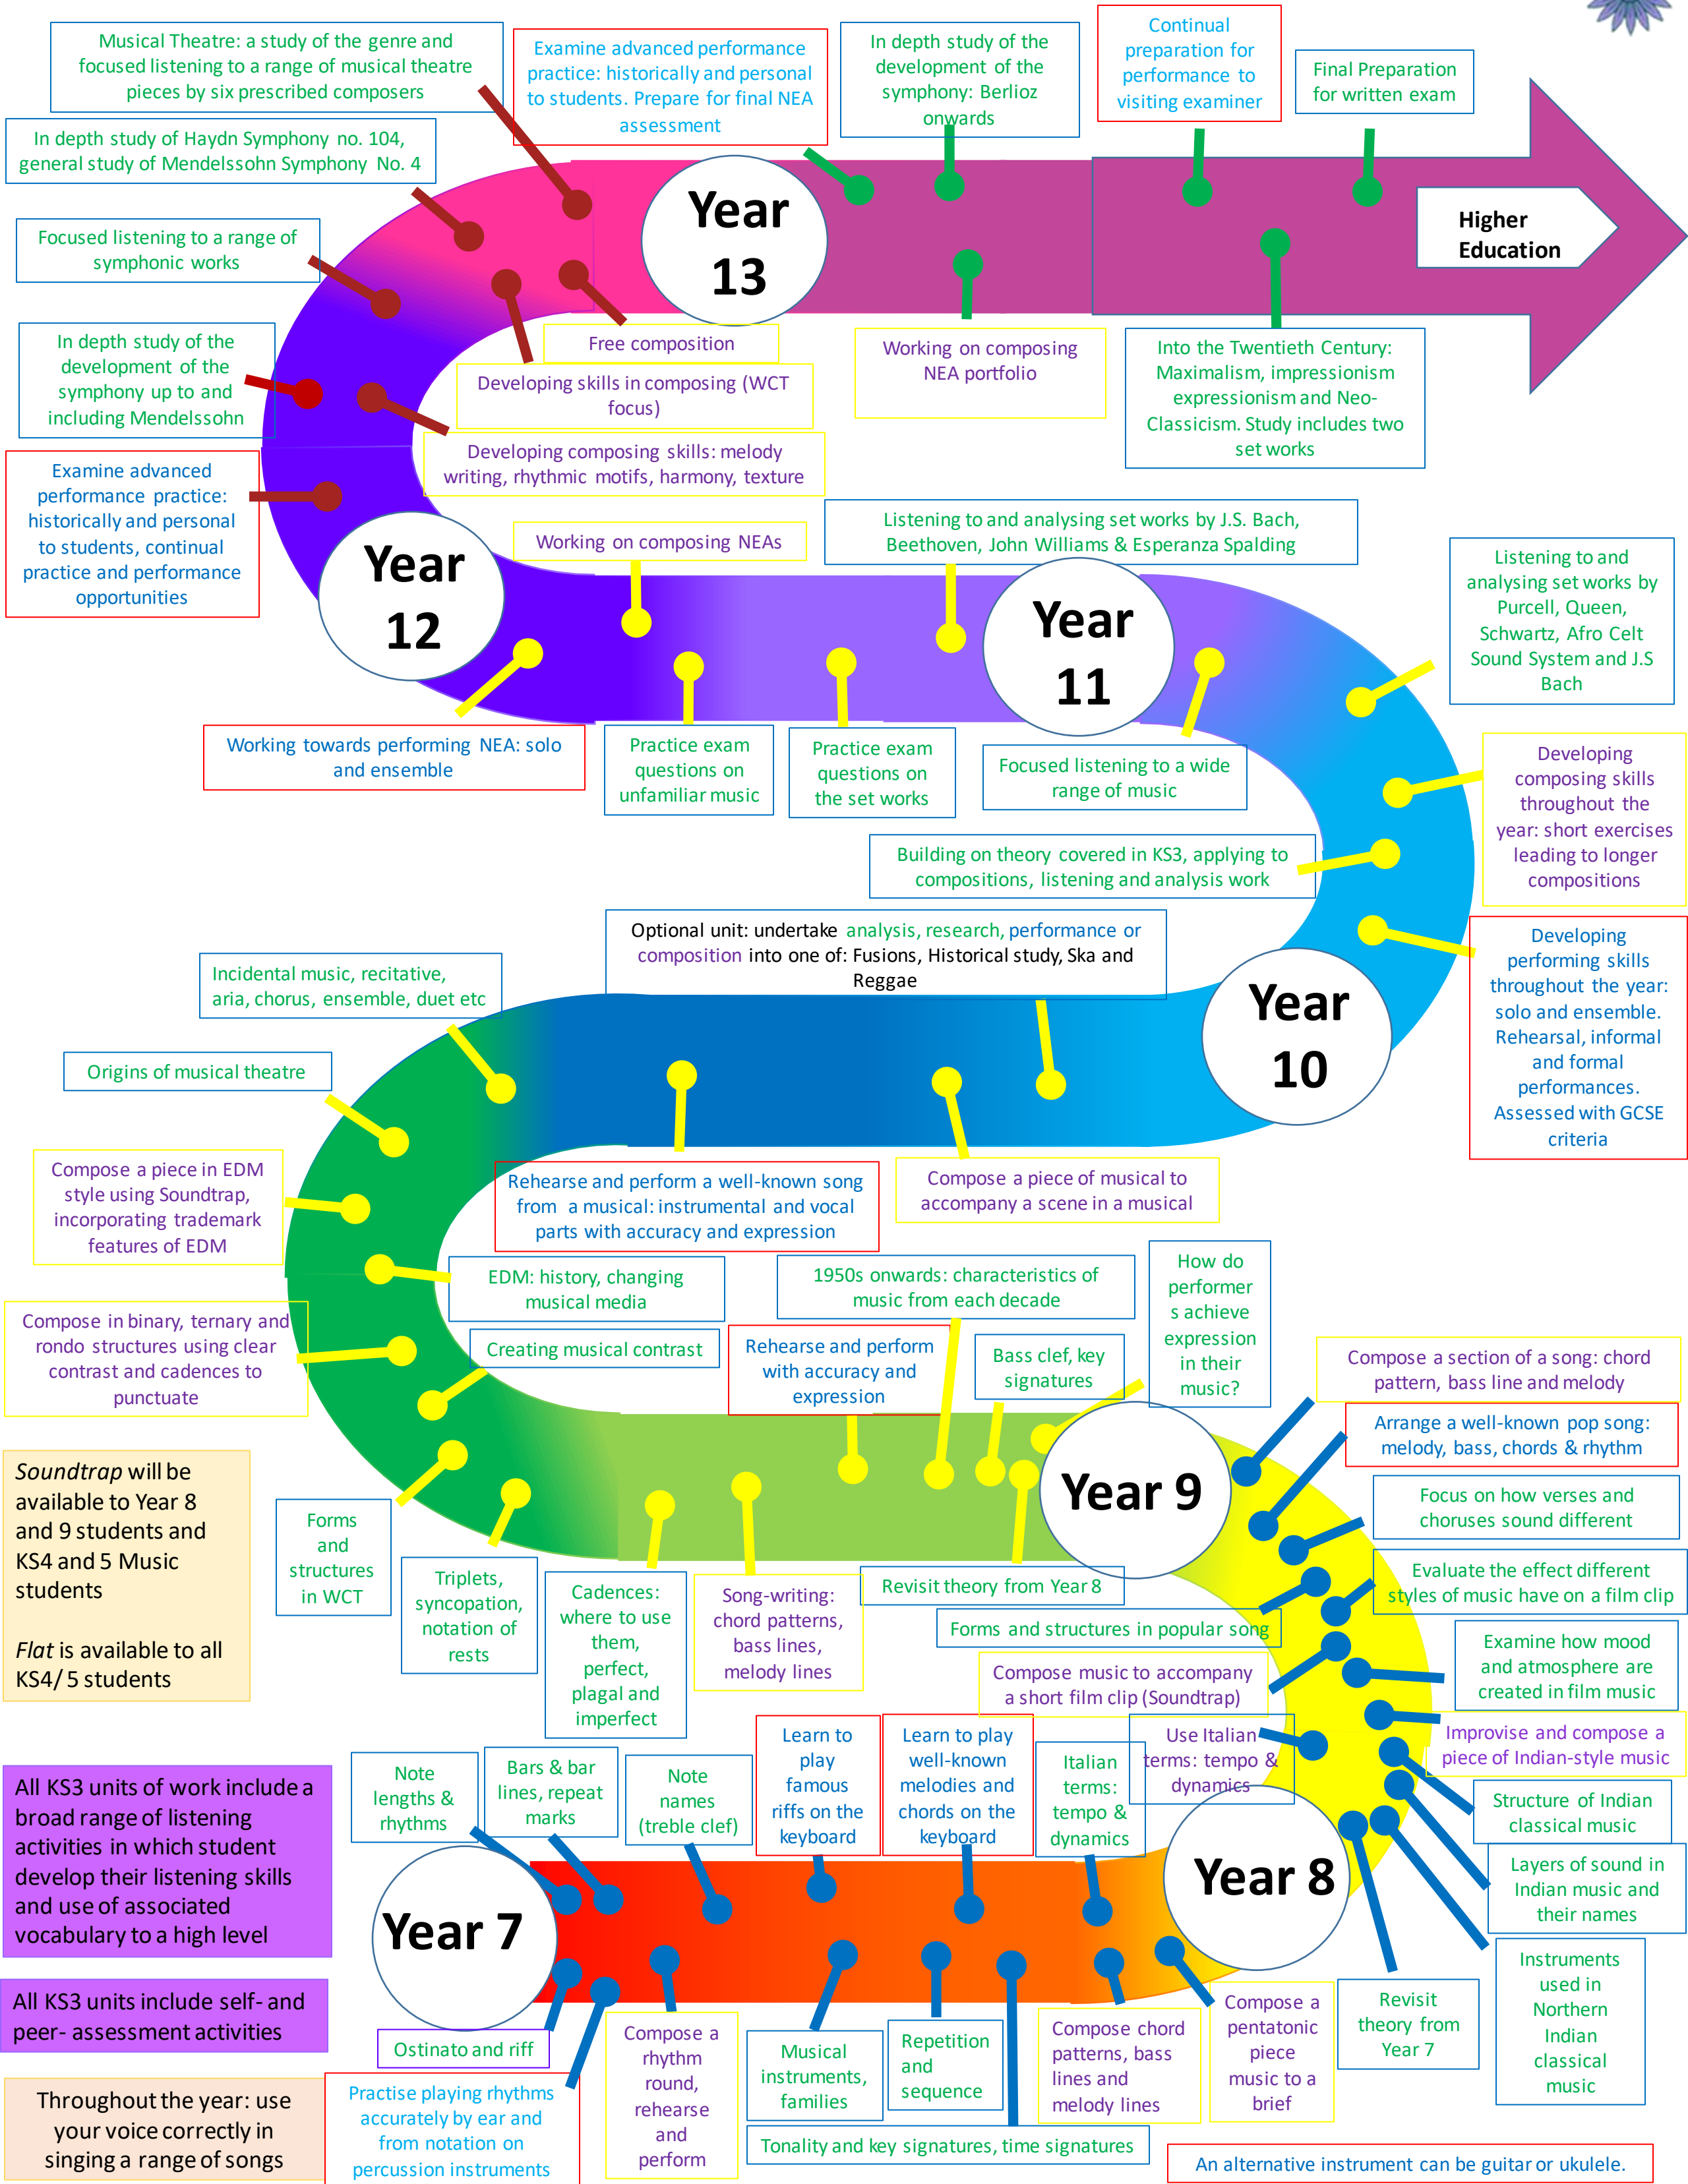 Musical Theatre: a study of the genre and
focused listening to a range of musical theatre
pieces by six prescribed composers
Examine advanced performance
practice: historically and personal
to students. Prepare for final NEA
assessment
In depth study of the
development of the
symphony: Berlioz
onwards
Continual
preparation for
performance to
visiting examiner
Final Preparation
for written exam
In depth study of Haydn Symphony no. 104,
general study of Mendelssohn Symphony No. 4
Focused listening to a range of
symphonic works
Year
13
Higher
Education
In depth study of the
development of the
symphony up to and
including Mendelssohn
Free composition
Developing skills in composing (WCT
focus)
Working on composing
NEA portfolio
Into the Twentieth Century:
Maximalism, impressionism
expressionism and Neo-
Classicism. Study includes two
set works
Developing composing skills: melody
writing, rhythmic motifs, harmony, texture
Examine advanced
performance practice:
historically and personal
to students, continual
practice and performance
opportunities
Year
12
Working on composing NEAs
Listening to and analysing set works by J.S. Bach,
Beethoven, John Williams & Esperanza Spalding
Year
11
Listening to and
analysing set works by
Purcell, Queen,
Schwartz, Afro Celt
Sound System and J.S
Bach
Working towards performing NEA: solo
and ensemble
Practice exam
questions on
unfamiliar music
Practice exam
questions on
the set works
Focused listening to a wide
range of music
Developing
composing skills
throughout the
year: short exercises
leading to longer
compositions
Building on theory covered in KS3, applying to
compositions, listening and analysis work
Optional unit: undertake analysis, research, performance or
composition into one of: Fusions, Historical study, Ska and
Reggae
Year
10
Developing
performing skills
throughout the year:
solo and ensemble.
Rehearsal, informal
and formal
performances.
Assessed with GCSE
criteria
Incidental music, recitative,
aria, chorus, ensemble, duet etc
Origins of musical theatre
Compose a piece in EDM
style using Soundtrap,
incorporating trademark
features of EDM
Rehearse and perform a well-known song
from a musical: instrumental and vocal
parts with accuracy and expression
Compose a piece of musical to
accompany a scene in a musical
EDM: history, changing
musical media
1950s onwards: characteristics of
music from each decade
How do
performer
s achieve
expression
in their
music?
Compose in binary, ternary and
rondo structures using clear
contrast and cadences to
punctuate
Creating musical contrast
Rehearse and perform
with accuracy and
expression
Bass clef, key
signatures
Compose a section of a song: chord
pattern, bass line and melody
Arrange a well-known pop song:
melody, bass, chords & rhythm
Year 9
Soundtrap will be
available to Year 8
and 9 students and
KS4 and 5 Music
students
Flat is available to all
KS4/ 5 students
Focus on how verses and
choruses sound different
Forms
and
structures
in WCT
Triplets,
syncopation,
notation of
rests
Cadences:
where to use
them,
perfect,
plagal and
imperfect
Song-writing:
chord patterns,
bass lines,
melody lines
Revisit theory from Year 8
Evaluate the effect different
styles of music have on a film clip
Forms and structures in popular song
Examine how mood
and atmosphere are
created in film music
Compose music to accompany
a short film clip (Soundtrap)
Improvise and compose a
piece of Indian-style music
Use Italian
terms: tempo &
dynamics
All KS3 units of work include a
broad range of listening
activities in which student
develop their listening skills
and use of associated
vocabulary to a high level
Note
lengths &
rhythms
Bars & bar
lines, repeat
marks
Note
names
(treble clef)
Learn to
play
famous
riffs on the
keyboard
Learn to play
well-known
melodies and
chords on the
keyboard
Italian
terms:
tempo &
dynamics
Structure of Indian
classical music
Layers of sound in
Indian music and
their names
Year 8
Year 7
Instruments
used in
Northern
Indian
classical
music
All KS3 units include self- and
peer- assessment activities
Ostinato and riff
Compose a
rhythm
round,
rehearse
and
perform
Musical
instruments,
families
Repetition
and
sequence
Compose chord
patterns, bass
lines and
melody lines
Compose a
pentatonic
piece
music to a
brief
Revisit
theory from
Year 7
Throughout the year: use
your voice correctly in
singing a range of songs
Practise playing rhythms
accurately by ear and
from notation on
percussion instruments
Tonality and key signatures, time signatures
An alternative instrument can be guitar or ukulele.